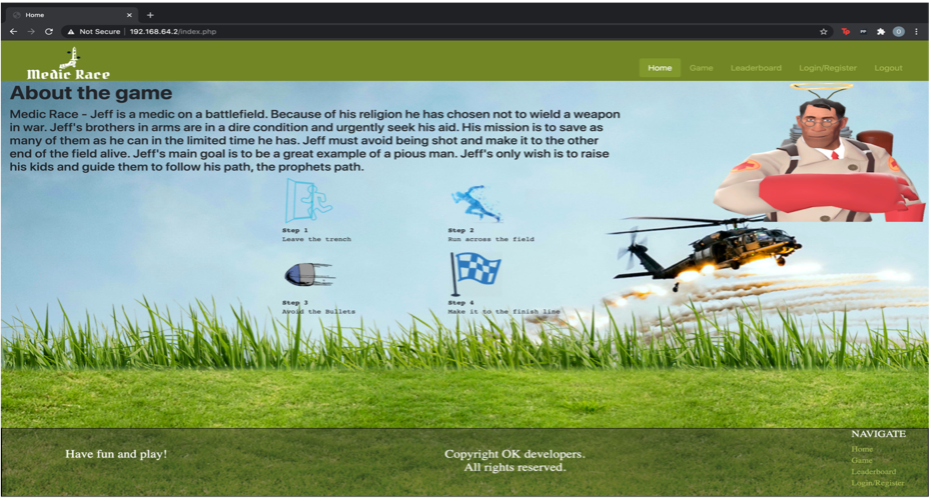 Home
Not Secure | 192.168.64.2/index.php
Medic Race
Home Game Leaderboard Login/Register Logout
About the game
Medic Race - Jeff is a medic on a battlefield. Because of his religion he has chosen not to wield a weapon
in war. Jeff's brothers in arms are in a dire condition and urgently seek his aid. His mission is to save as
many of them as he can in the limited time he has. Jeff must avoid being shot and make it to the other
end of the field alive. Jeff's main goal is to be a great example of a pious man. Jeff's only wish is to raise
his kids and guide them to follow his path, the prophets path.
Step 1
Leave the trench
Step 2
Run across the field
Step 3
Avoid the Bullets
Step 4
Make it to the finish line
Have fun and play!
Copyright OK developers.
All rights reserved.
NAVIGATE
Home
Game
Leaderboard
Login/Register